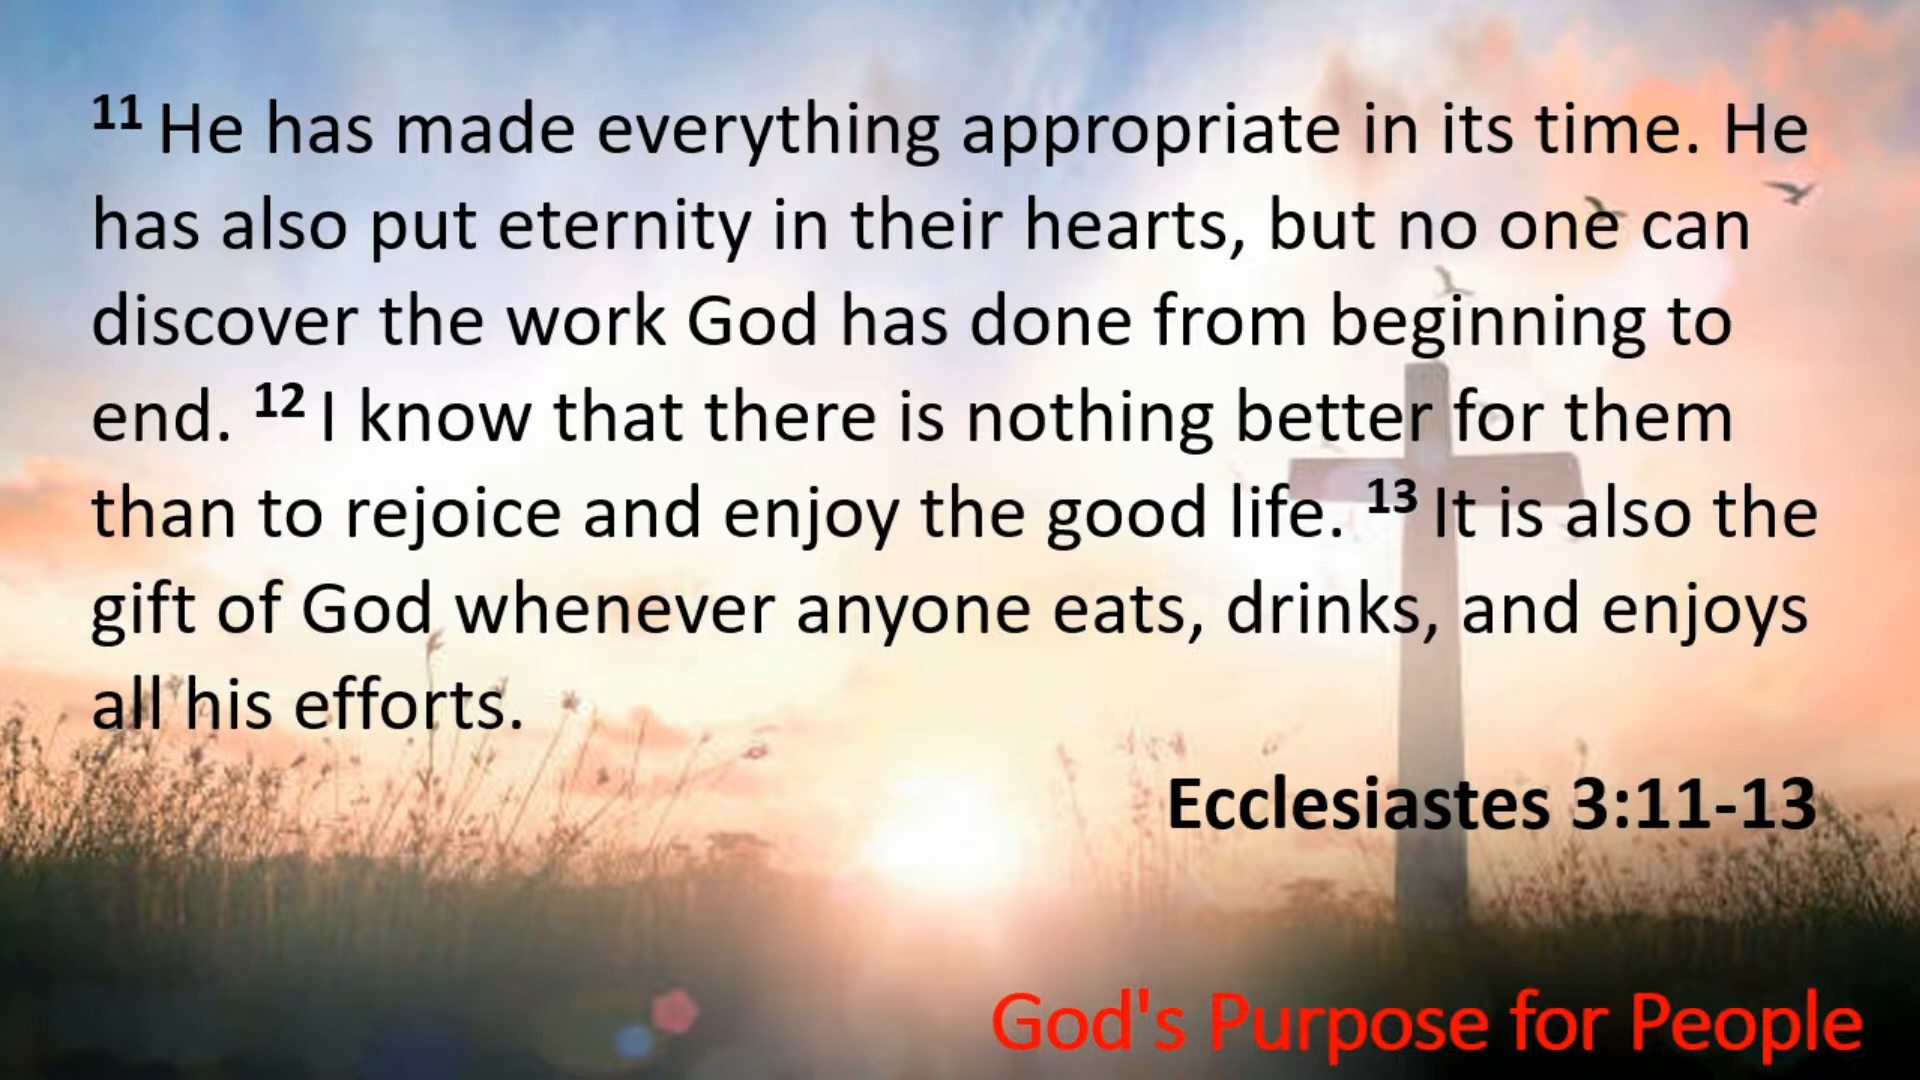 11 He has made everything appropriate in its time. He
has also put eternity in their hearts, but no one can
discover the work God has done from beginning to
end. 12 I know that there is nothing better for them
than to rejoice and enjoy the good life. 13 It is also the
gift of God whenever anyone eats, drinks, and enjoys
all his efforts.
Ecclesiastes 3:11-13
God's Purpose for People